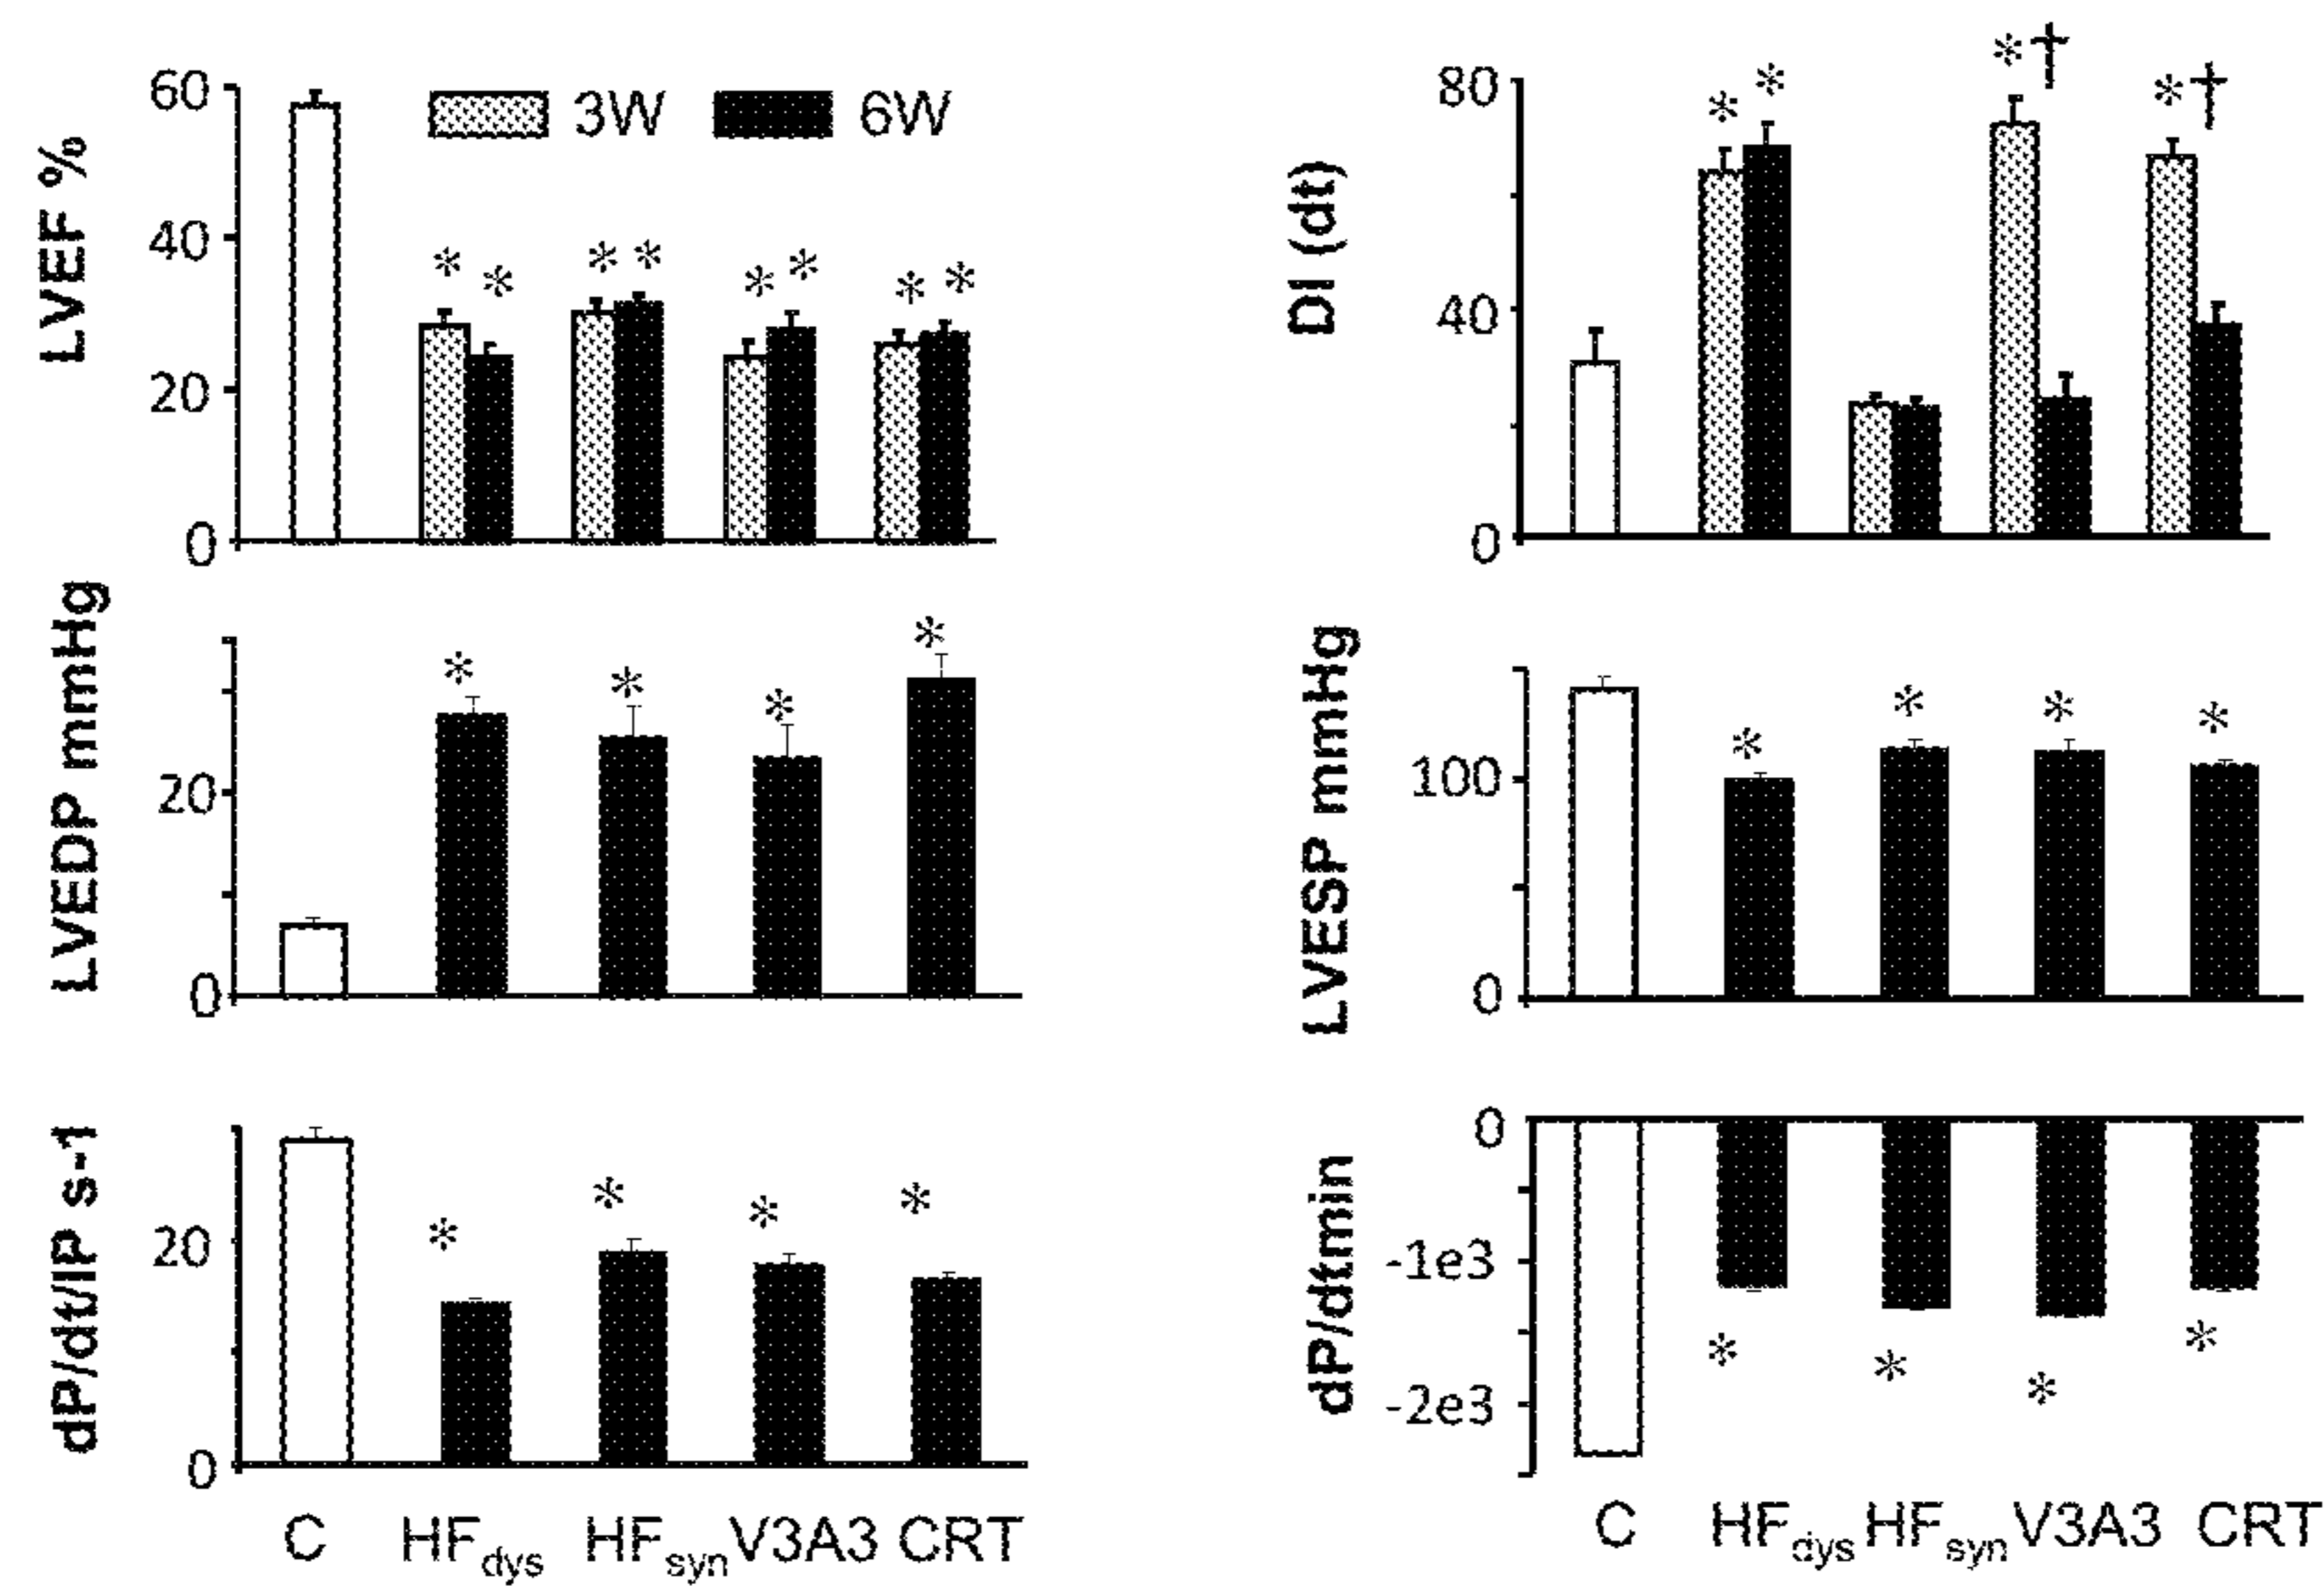 LVEF %
60
40
20
0
3W 6W
* * * * * * * *
DI (dt)
80
40
0
* * *† *†
LVEDP mmHg
20
0
* * * *
LVESP mmHg
100
0
* * * *
dP/dt/IP s-1
20
0
* * * *
C HFdys HFsyn V3A3 CRT
dP/dtmin
0
-1e3
-2e3
* * * *
C HFdys HFsyn V3A3 CRT